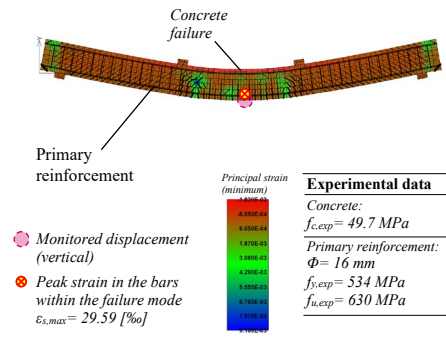 Concrete
failure
Primary
reinforcement
Monitored displacement
(vertical)
Peak strain in the bars
within the failure mode
εs,max= 29.59 [‰]
Principal strain
(minimum)
Experimental data
Concrete:
fc,exp= 49.7 MPa
Primary reinforcement:
Φ= 16 mm
fy,exp= 534 MPa
fu,exp= 630 MPa